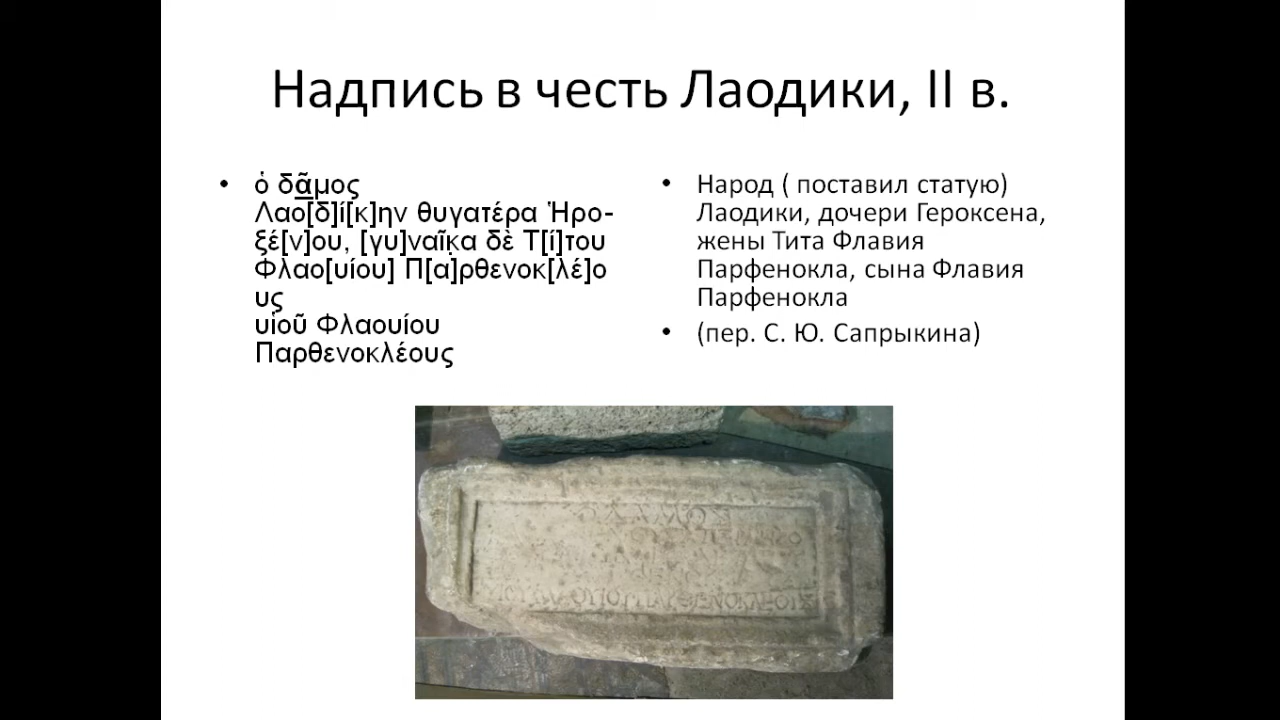 Надпись в честь Лаодики, II в.
• ὁ δᾶμος
Λαο[δ]ί[κ]ην θυγατέρα Ἡρο-
ξέ[ν]ου, [γυ]ναῖκ̣α δὲ Τ[ί]του
Φλαο[υίου] Π[α]ρθενοκ[λέ]ο
υς
υἱοῦ Φλαουίου
Παρθενοκλέους
• Народ ( поставил статую)
Лаодики, дочери Героксена,
жены Тита Флавия
Парфенокла, сына Флавия
Парфенокла
• (пер. С. Ю. Сапрыкина)